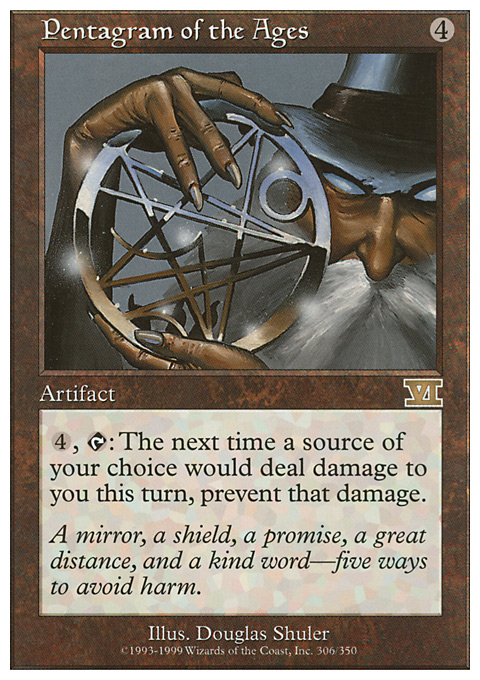 Pentagram of the Ages 4
Artifact VI
4, T: The next time a source of
your choice would deal damage to
you this turn, prevent that damage.
A mirror, a shield, a promise, a great
distance, and a kind word—five ways
to avoid harm.
Illus. Douglas Shuler
©1993-1999 Wizards of the Coast, Inc. 306/350